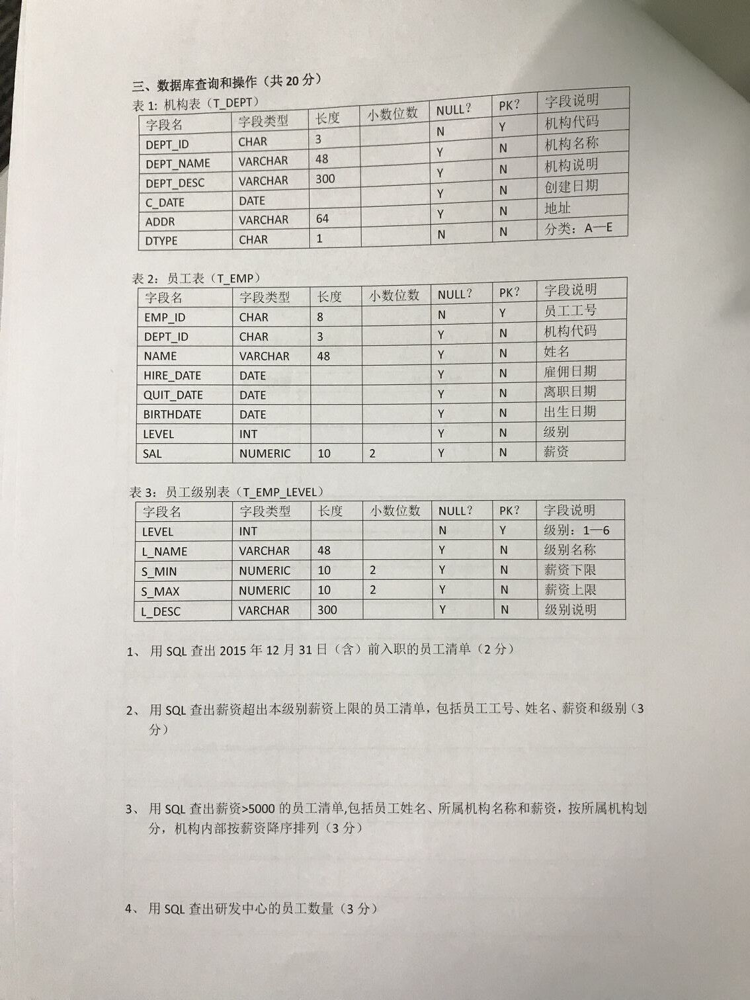 三、数据库查询和操作（共 20 分）
表 1: 机构表（T_DEPT）
字段名 字段类型 长度 小数位数 NULL？ PK？ 字段说明
DEPT_ID CHAR 3 N Y 机构代码
DEPT_NAME VARCHAR 48 Y N 机构名称
DEPT_DESC VARCHAR 300 Y N 机构说明
C_DATE DATE Y N 创建日期
ADDR VARCHAR 64 Y N 地址
DTYPE CHAR 1 N N 分类：A—E
表 2：员工表（T_EMP）
字段名 字段类型 长度 小数位数 NULL？ PK？ 字段说明
EMP_ID CHAR 8 N Y 员工工号
DEPT_ID CHAR 3 Y N 机构代码
NAME VARCHAR 48 Y N 姓名
HIRE_DATE DATE Y N 雇佣日期
QUIT_DATE DATE Y N 离职日期
BIRTHDATE DATE Y N 出生日期
LEVEL INT Y N 级别
SAL NUMERIC 10 2 Y N 薪资
表 3：员工级别表（T_EMP_LEVEL）
字段名 字段类型 长度 小数位数 NULL？ PK？ 字段说明
LEVEL INT N Y 级别：1—6
L_NAME VARCHAR 48 Y N 级别名称
S_MIN NUMERIC 10 2 Y N 薪资下限
S_MAX NUMERIC 10 2 Y N 薪资上限
L_DESC VARCHAR 300 Y N 级别说明
1、 用 SQL 查出 2015 年 12 月 31 日（含）前入职的员工清单（2 分）
2、 用 SQL 查出薪资超出本级别薪资上限的员工清单，包括员工工号、姓名、薪资和级别（3
分）
3、 用 SQL 查出薪资>5000 的员工清单,包括员工姓名、所属机构名称和薪资，按所属机构划
分，机构内部按薪资降序排列（3 分）
4、 用 SQL 查出研发中心的员工数量（3 分）